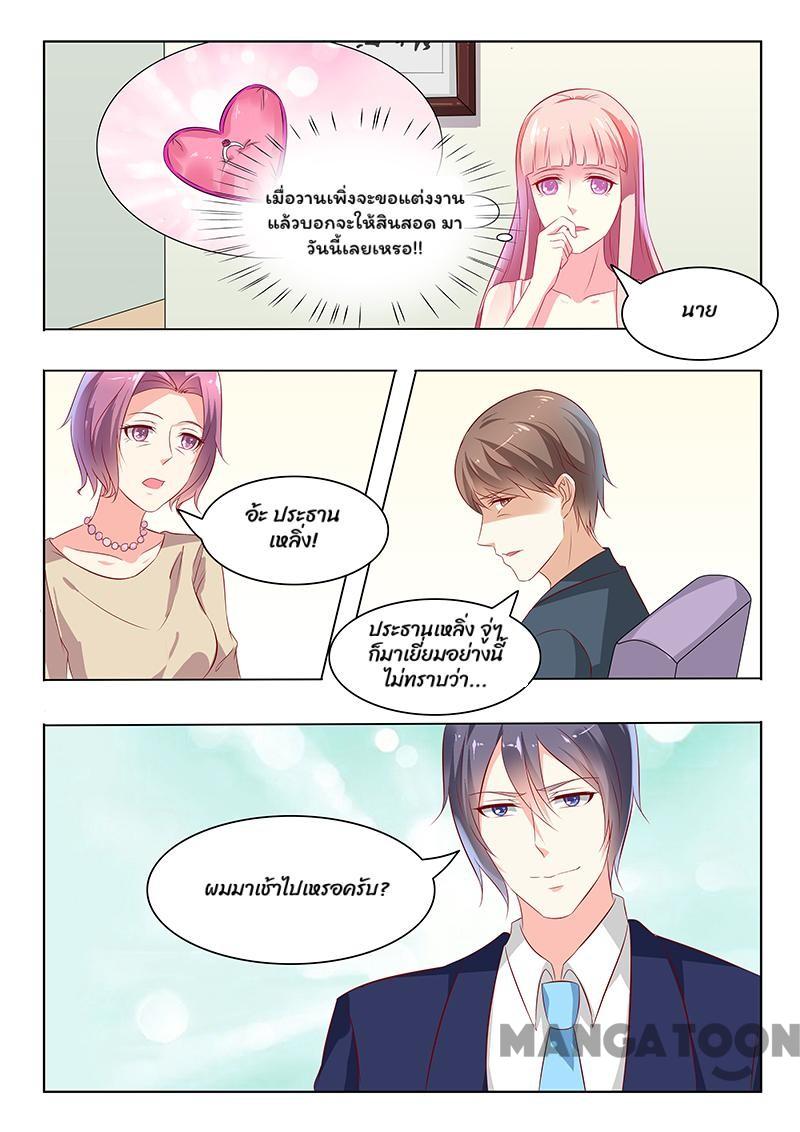 เมื่อวานเพิ่งจะขอแต่งงาน
แล้วบอกจะให้สินสอด มา
วันนี้เลยเหรอ!!
นาย
อ้ะ ประธาน
เหลิ่ง!
ประธานเหลิ่ง จู่ๆ
ก็มาเยี่ยมอย่างนี้
ไม่ทราบว่า...
ผมมาเช้าไปเหรอครับ?
MANGATOON